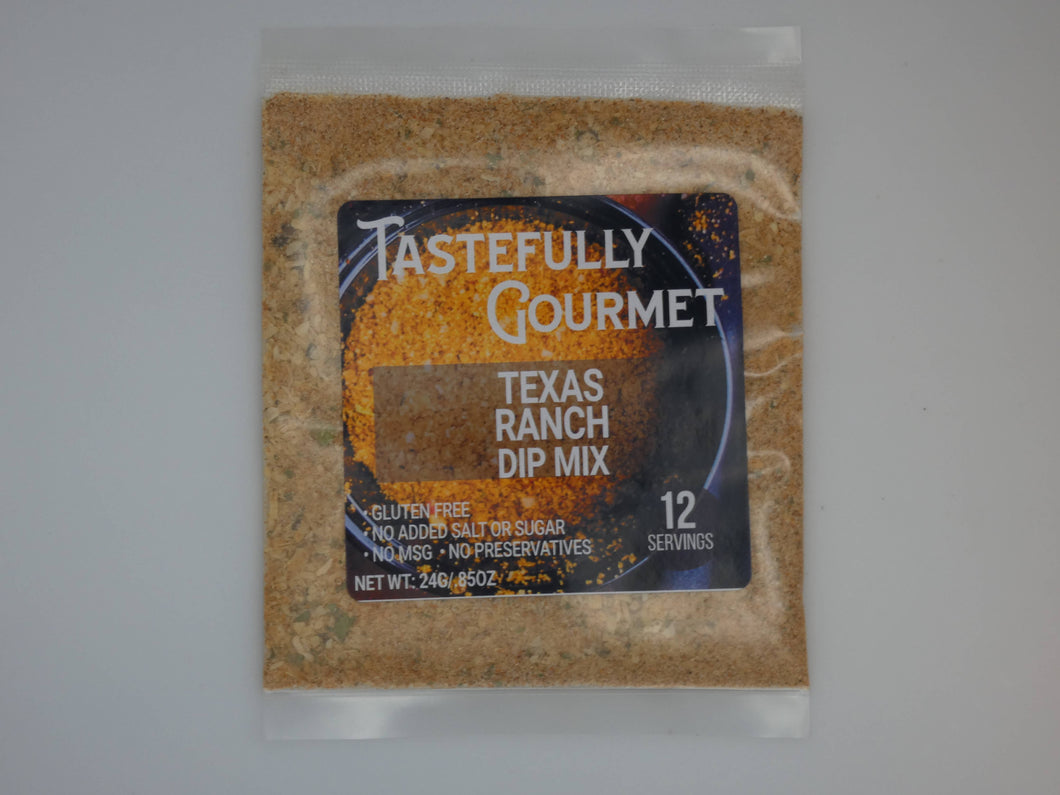 TASTEFULLY
GOURMET
TEXAS
RANCH
DIP MIX
• GLUTEN FREE
• NO ADDED SALT OR SUGAR
• NO MSG • NO PRESERVATIVES
12
SERVINGS
NET WT: 24G/.85OZ